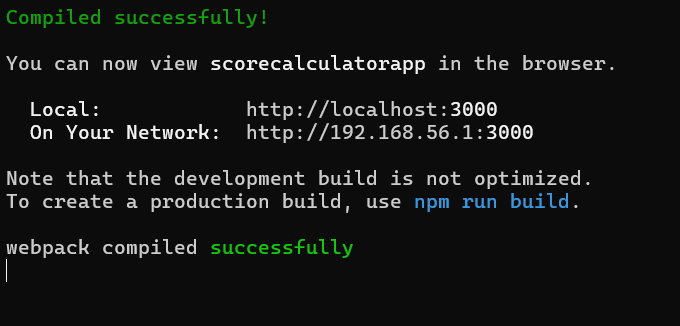 Compiled successfully!
You can now view scorecalculatorapp in the browser.
Local: http://localhost:3000
On Your Network: http://192.168.56.1:3000
Note that the development build is not optimized.
To create a production build, use npm run build.
webpack compiled successfully